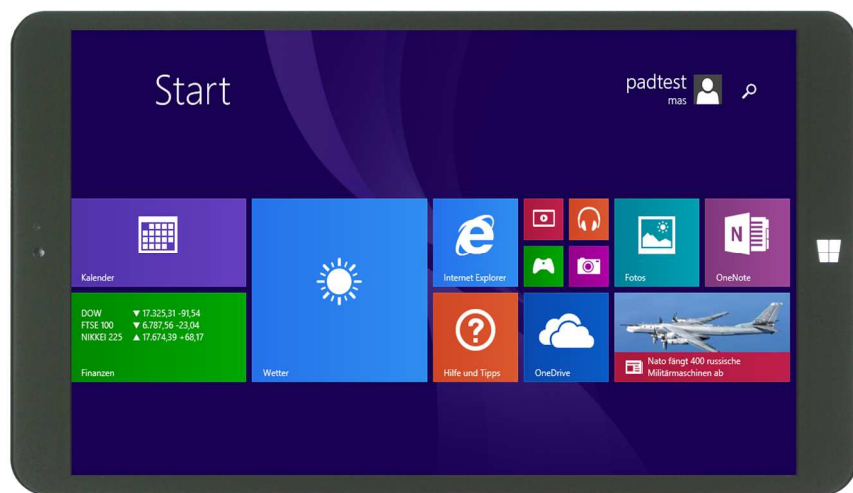 Start
padtest
mas
Kalender
Internet Explorer
Fotos
N
OneNote
DOW ▼ 17.325,31 -91,54
FTSE 100 ▼ 6.787,56 -23,04
NIKKEI 225 ▲ 17.674,39 +68,17
Finanzen
Wetter
Hilfe und Tipps
OneDrive
Nato fängt 400 russische
Militärmaschinen ab